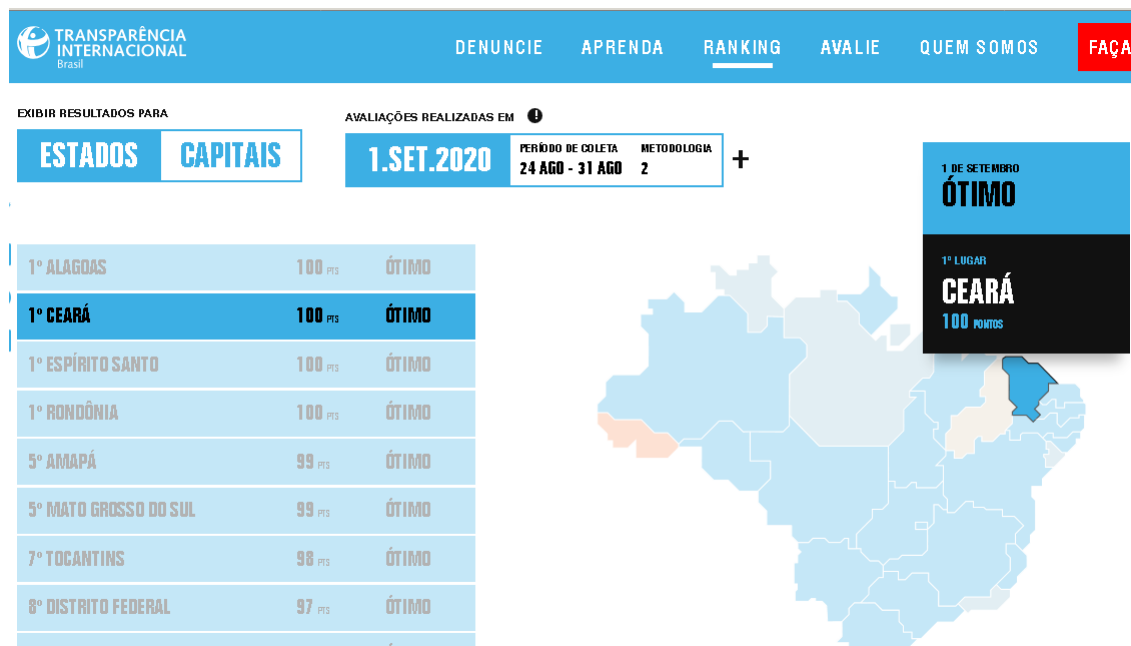 TRANSPARÊNCIA
INTERNACIONAL
Brasil
DENUNCIE APRENDA RANKING AVALIE QUEM SOMOS FAÇA
EXIBIR RESULTADOS PARA
ESTADOS CAPITAIS
AVALIAÇÕES REALIZADAS EM !
1.SET.2020
PERÍODO DE COLETA METODOLOGIA
24 AGO - 31 AGO 2
+
1 DE SETEMBRO
ÓTIMO
1º LUGAR
CEARÁ
100 PONTOS
1º ALAGOAS 100 PTS ÓTIMO
1º CEARÁ 100 PTS ÓTIMO
1º ESPÍRITO SANTO 100 PTS ÓTIMO
1º RONDÔNIA 100 PTS ÓTIMO
5º AMAPÁ 99 PTS ÓTIMO
5º MATO GROSSO DO SUL 99 PTS ÓTIMO
7º TOCANTINS 98 PTS ÓTIMO
8º DISTRITO FEDERAL 97 PTS ÓTIMO